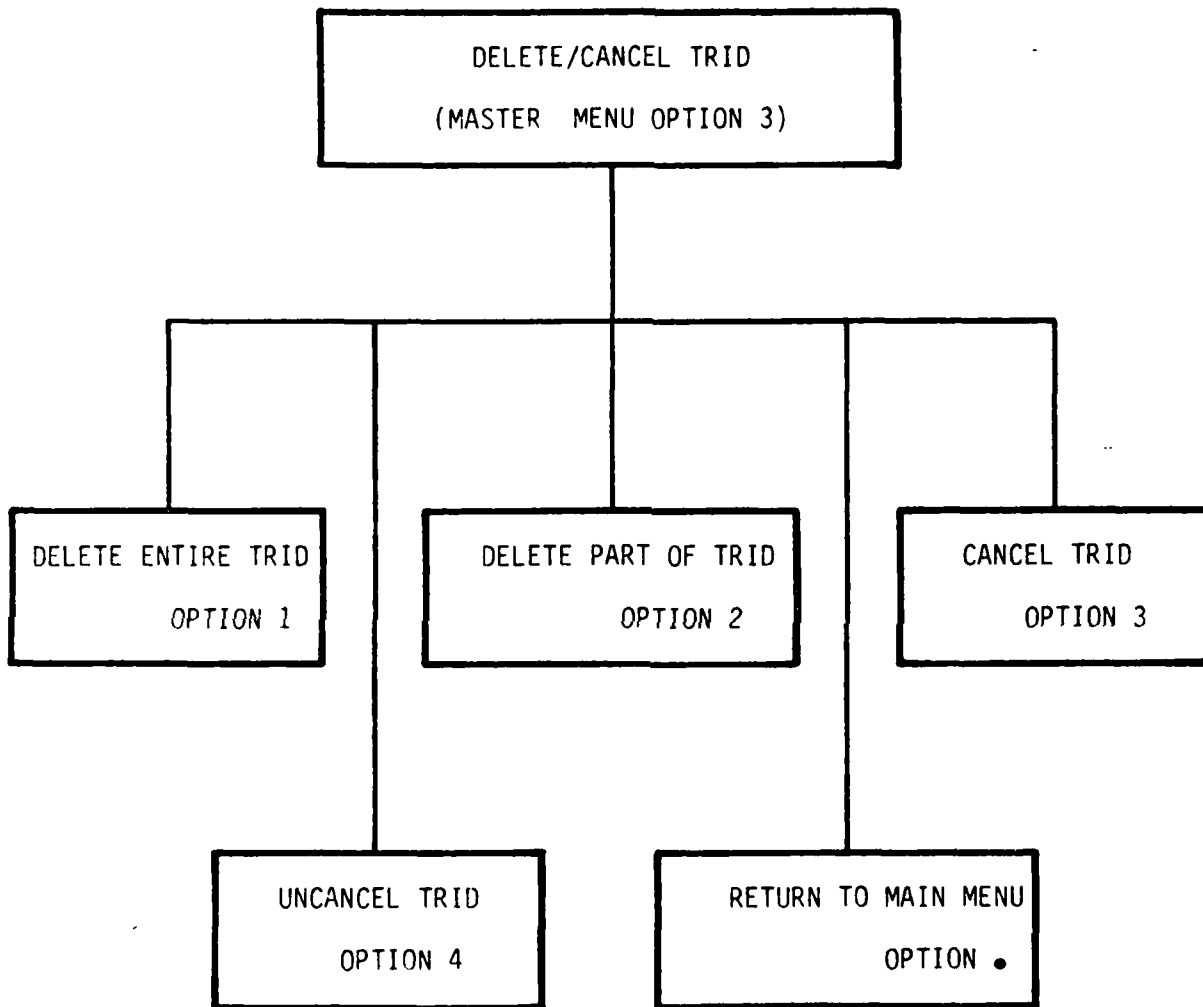 DELETE/CANCEL TRID
(MASTER MENU OPTION 3)
DELETE ENTIRE TRID
OPTION 1
DELETE PART OF TRID
OPTION 2
CANCEL TRID
OPTION 3
UNCANCEL TRID
OPTION 4
RETURN TO MAIN MENU
OPTION •